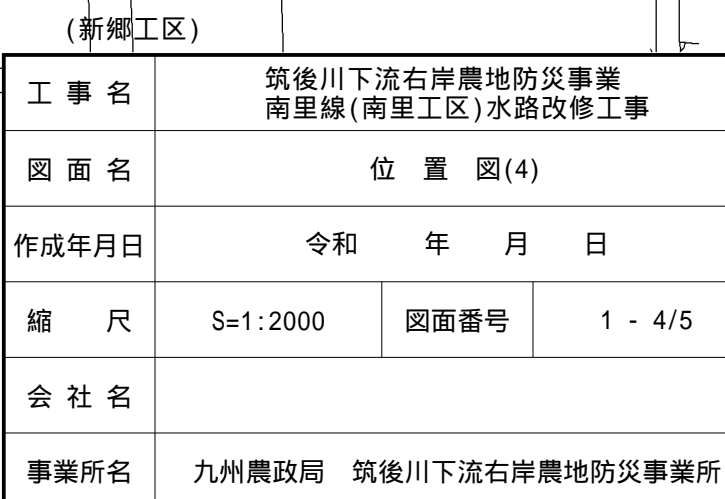 (新郷工区)
工 事 名 筑後川下流右岸農地防災事業
南里線(南里工区)水路改修工事
図 面 名 位 置 図(4)
作成年月日 令和 年 月 日
縮 尺 S=1:2000 図面番号 1 - 4/5
会 社 名
事業所名 九州農政局 筑後川下流右岸農地防災事業所